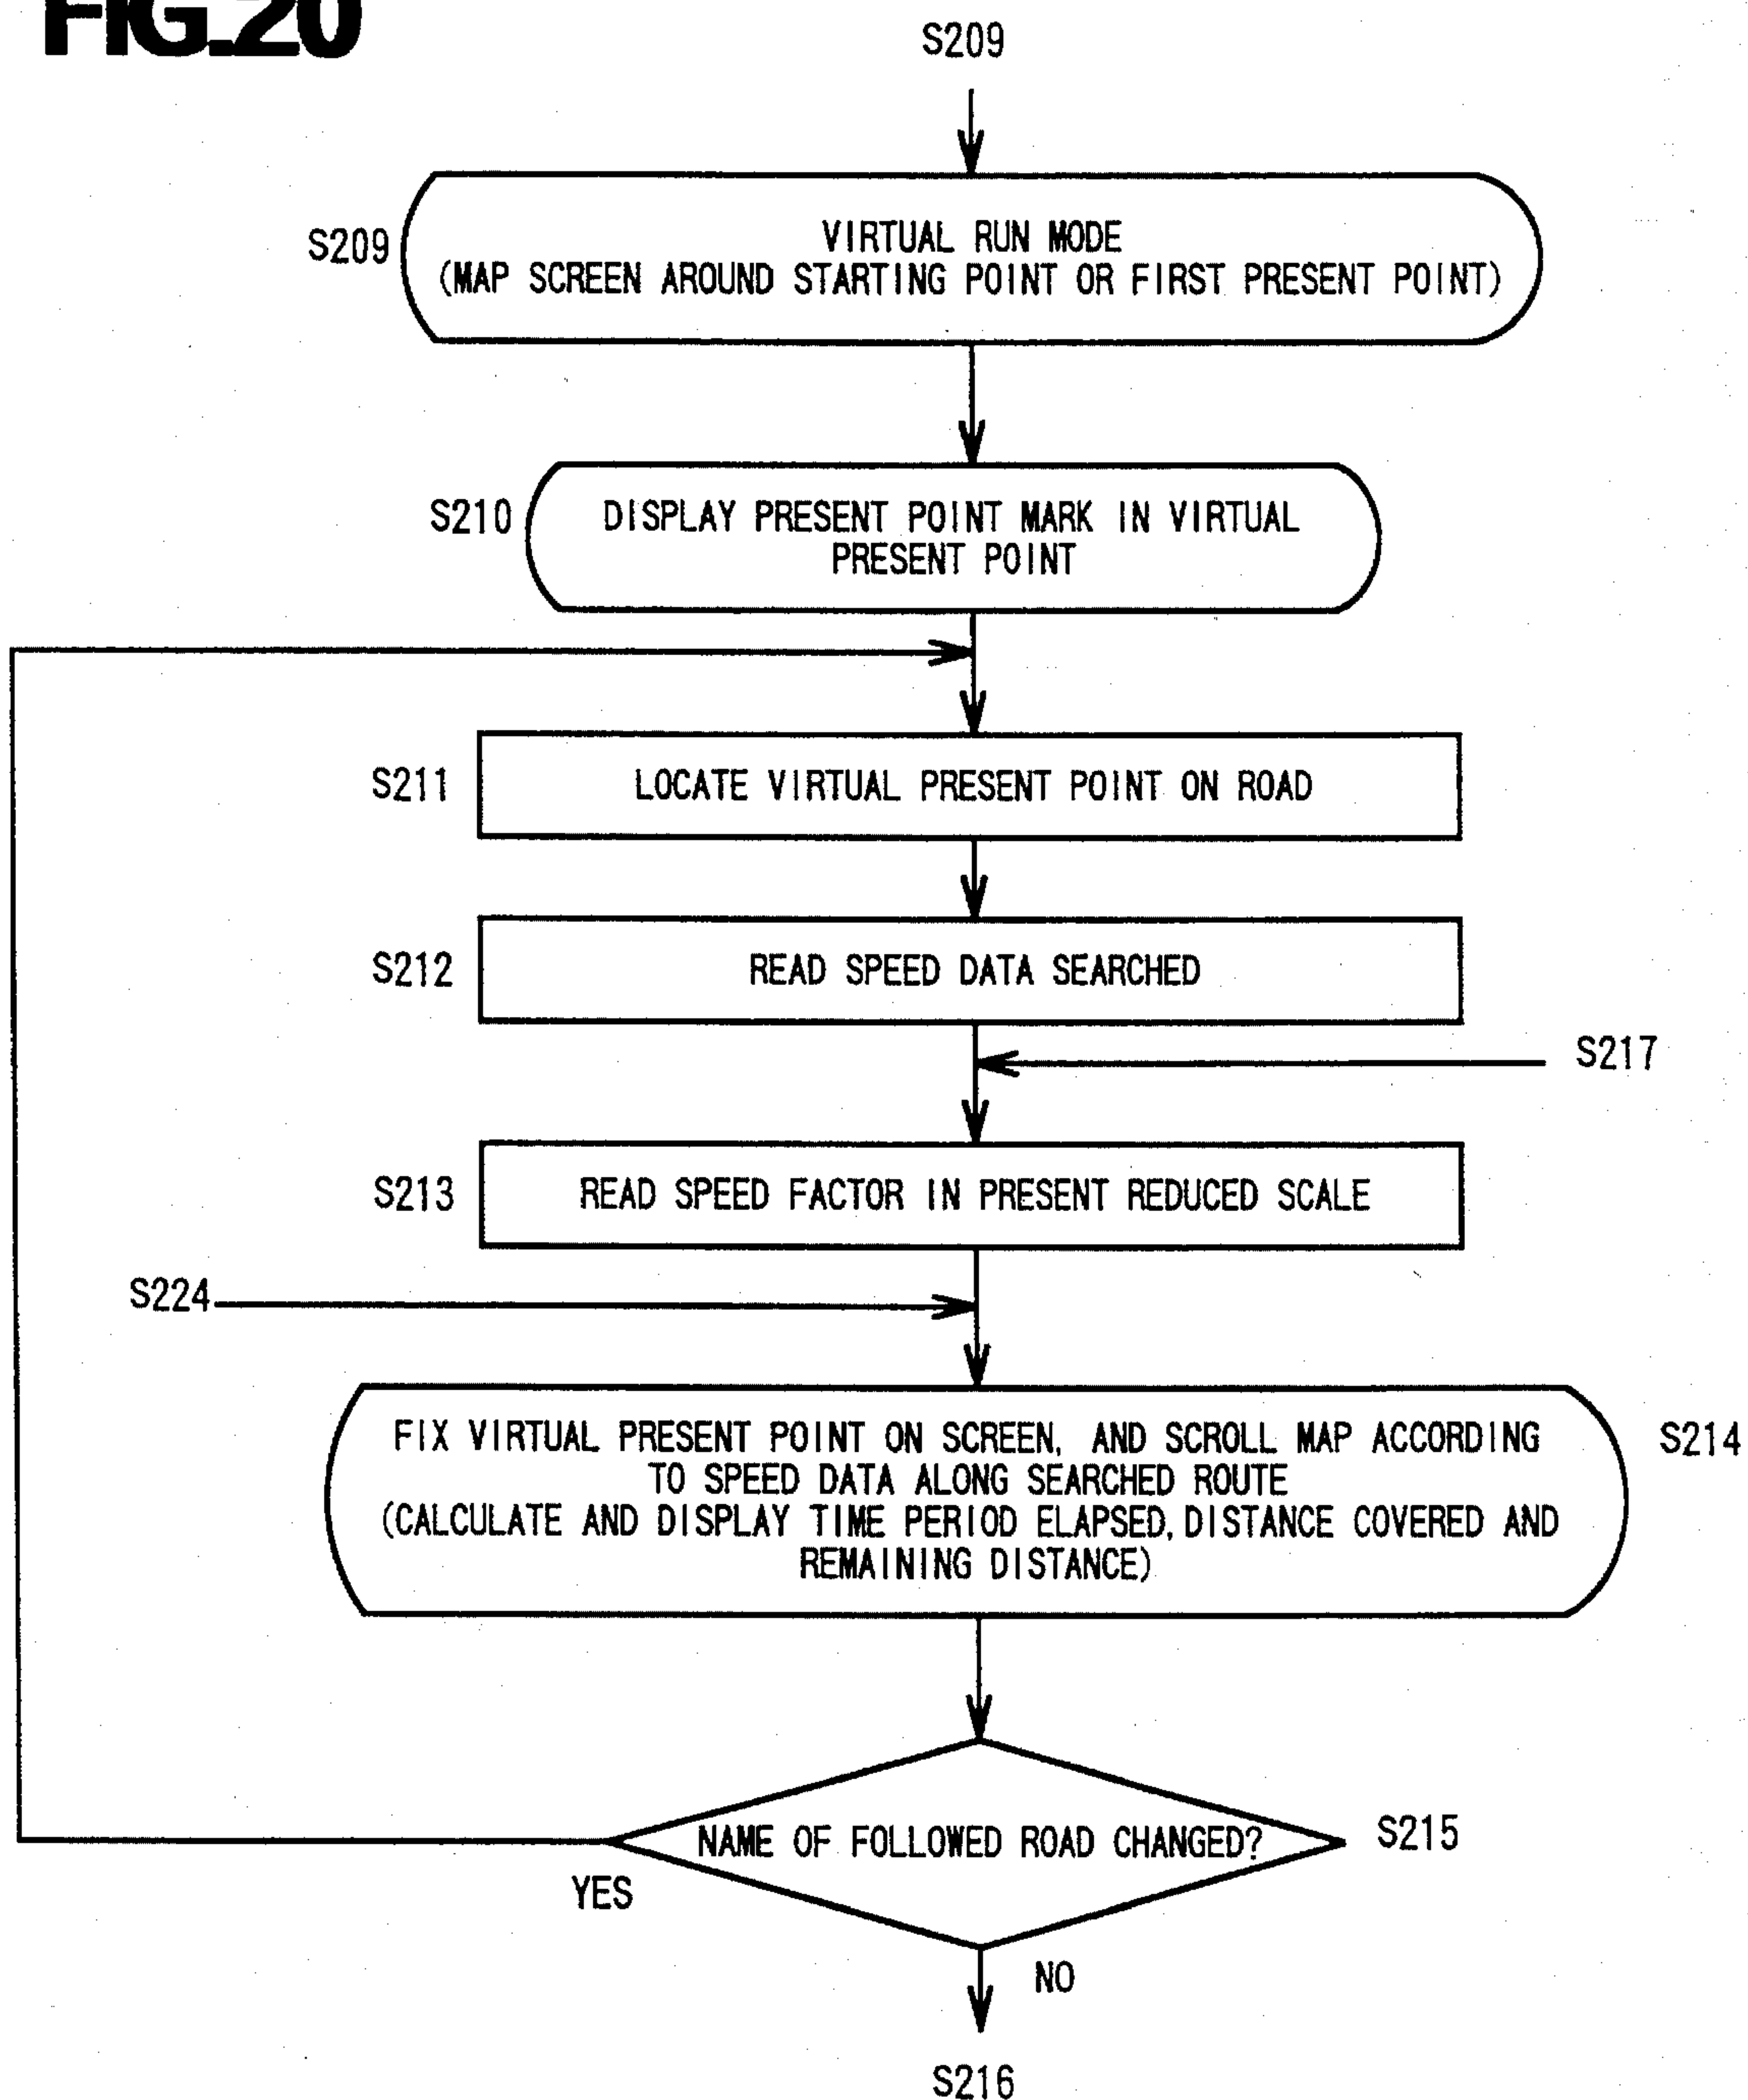 FIG.20
S209
S209
VIRTUAL RUN MODE
(MAP SCREEN AROUND STARTING POINT OR FIRST PRESENT POINT)
S210
DISPLAY PRESENT POINT MARK IN VIRTUAL
PRESENT POINT
S211
LOCATE VIRTUAL PRESENT POINT ON ROAD
S212
READ SPEED DATA SEARCHED
S217
S213
READ SPEED FACTOR IN PRESENT REDUCED SCALE
S224
FIX VIRTUAL PRESENT POINT ON SCREEN, AND SCROLL MAP ACCORDING
TO SPEED DATA ALONG SEARCHED ROUTE
(CALCULATE AND DISPLAY TIME PERIOD ELAPSED, DISTANCE COVERED AND
REMAINING DISTANCE)
S214
NAME OF FOLLOWED ROAD CHANGED?
S215
YES
NO
S216